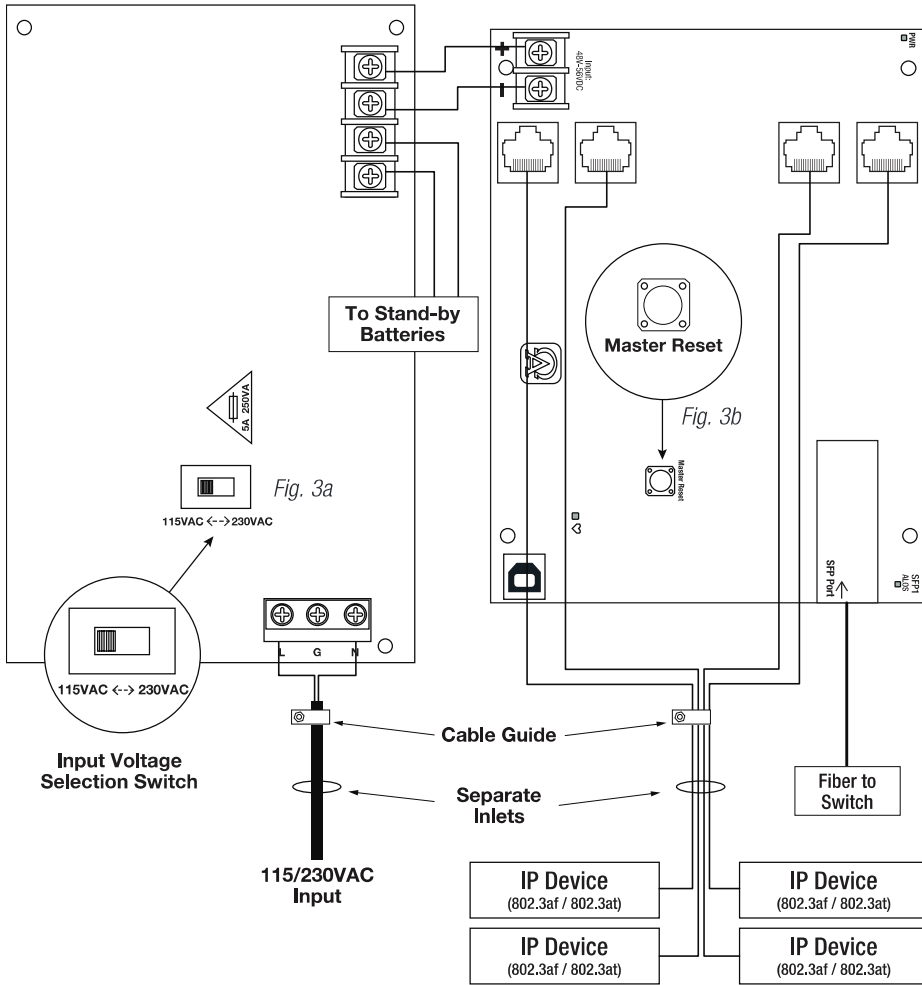 +
−
Input:
48V-56VDC
PWR
To Stand-by
Batteries
5A 250VA
Fig. 3a
115VAC <--> 230VAC
115VAC <--> 230VAC
Input Voltage
Selection Switch
L G N
Master Reset
Fig. 3b
Master Reset
SFP Port
SFP1
ALOS
Cable Guide
Separate
Inlets
115/230VAC
Input
Fiber to
Switch
IP Device
(802.3af / 802.3at)
IP Device
(802.3af / 802.3at)
IP Device
(802.3af / 802.3at)
IP Device
(802.3af / 802.3at)